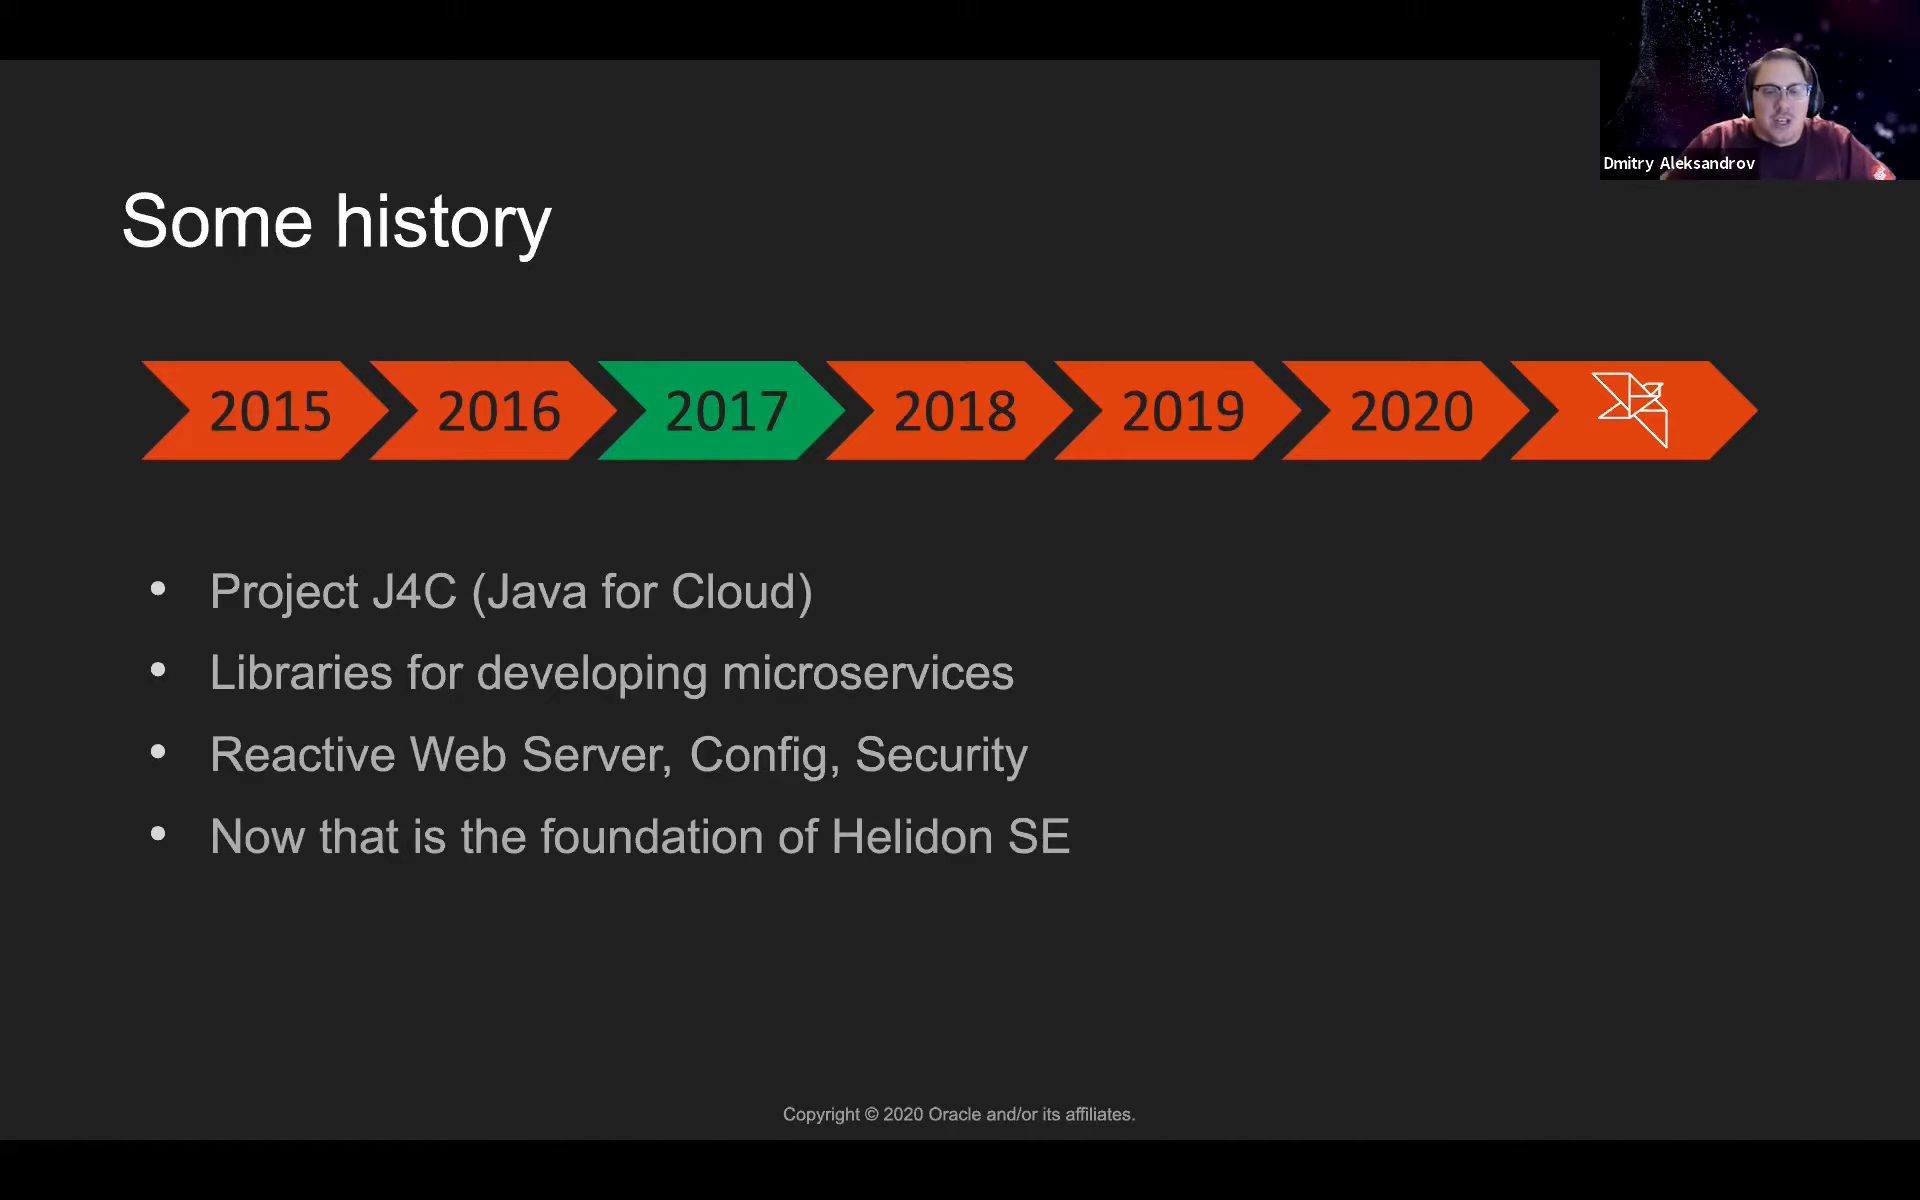 Dmitry Aleksandrov
Some history
2015 2016 2017 2018 2019 2020
• Project J4C (Java for Cloud)
• Libraries for developing microservices
• Reactive Web Server, Config, Security
• Now that is the foundation of Helidon SE
Copyright © 2020 Oracle and/or its affiliates.